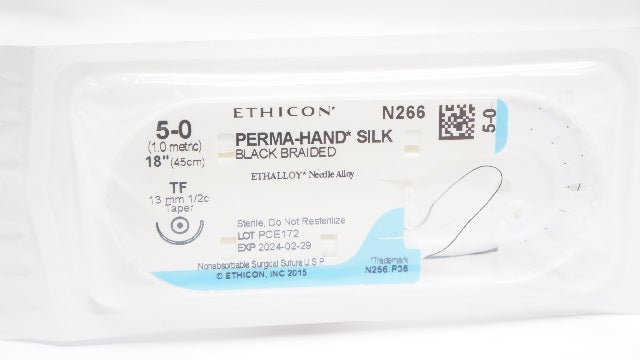 ETHICON* N266
5-0
(1.0 metric)
18" (45cm)
PERMA-HAND* SILK
BLACK BRAIDED
5-0
ETHALLOY* Needle Alloy
TF
13 mm 1/2c
Taper
Sterile, Do Not Resterilize
LOT PCE172
EXP 2024-02-29
Nonabsorbable Surgical Suture U.S.P.
© ETHICON, INC 2015
*Trademark
N266.P36